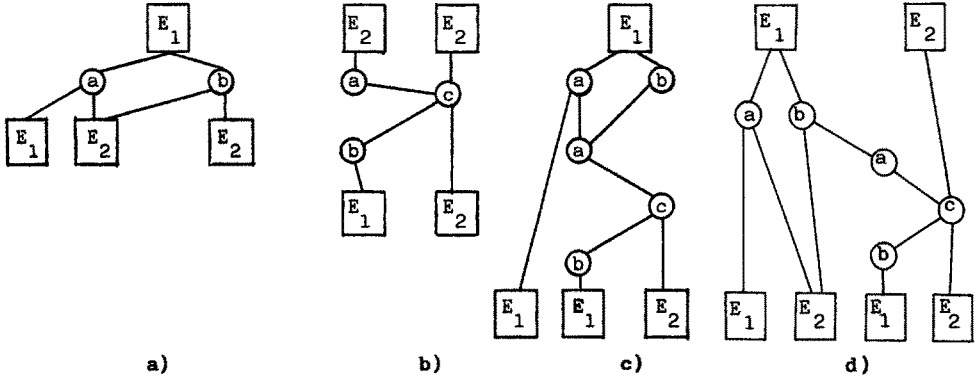 E1 E2 E2 E1 E1 E2
a b a c a b a b
E1 E2 E2 b a c a c
E1 E2 b b
E1 E1 E2 E1 E2 E1 E2
a) b) c) d)